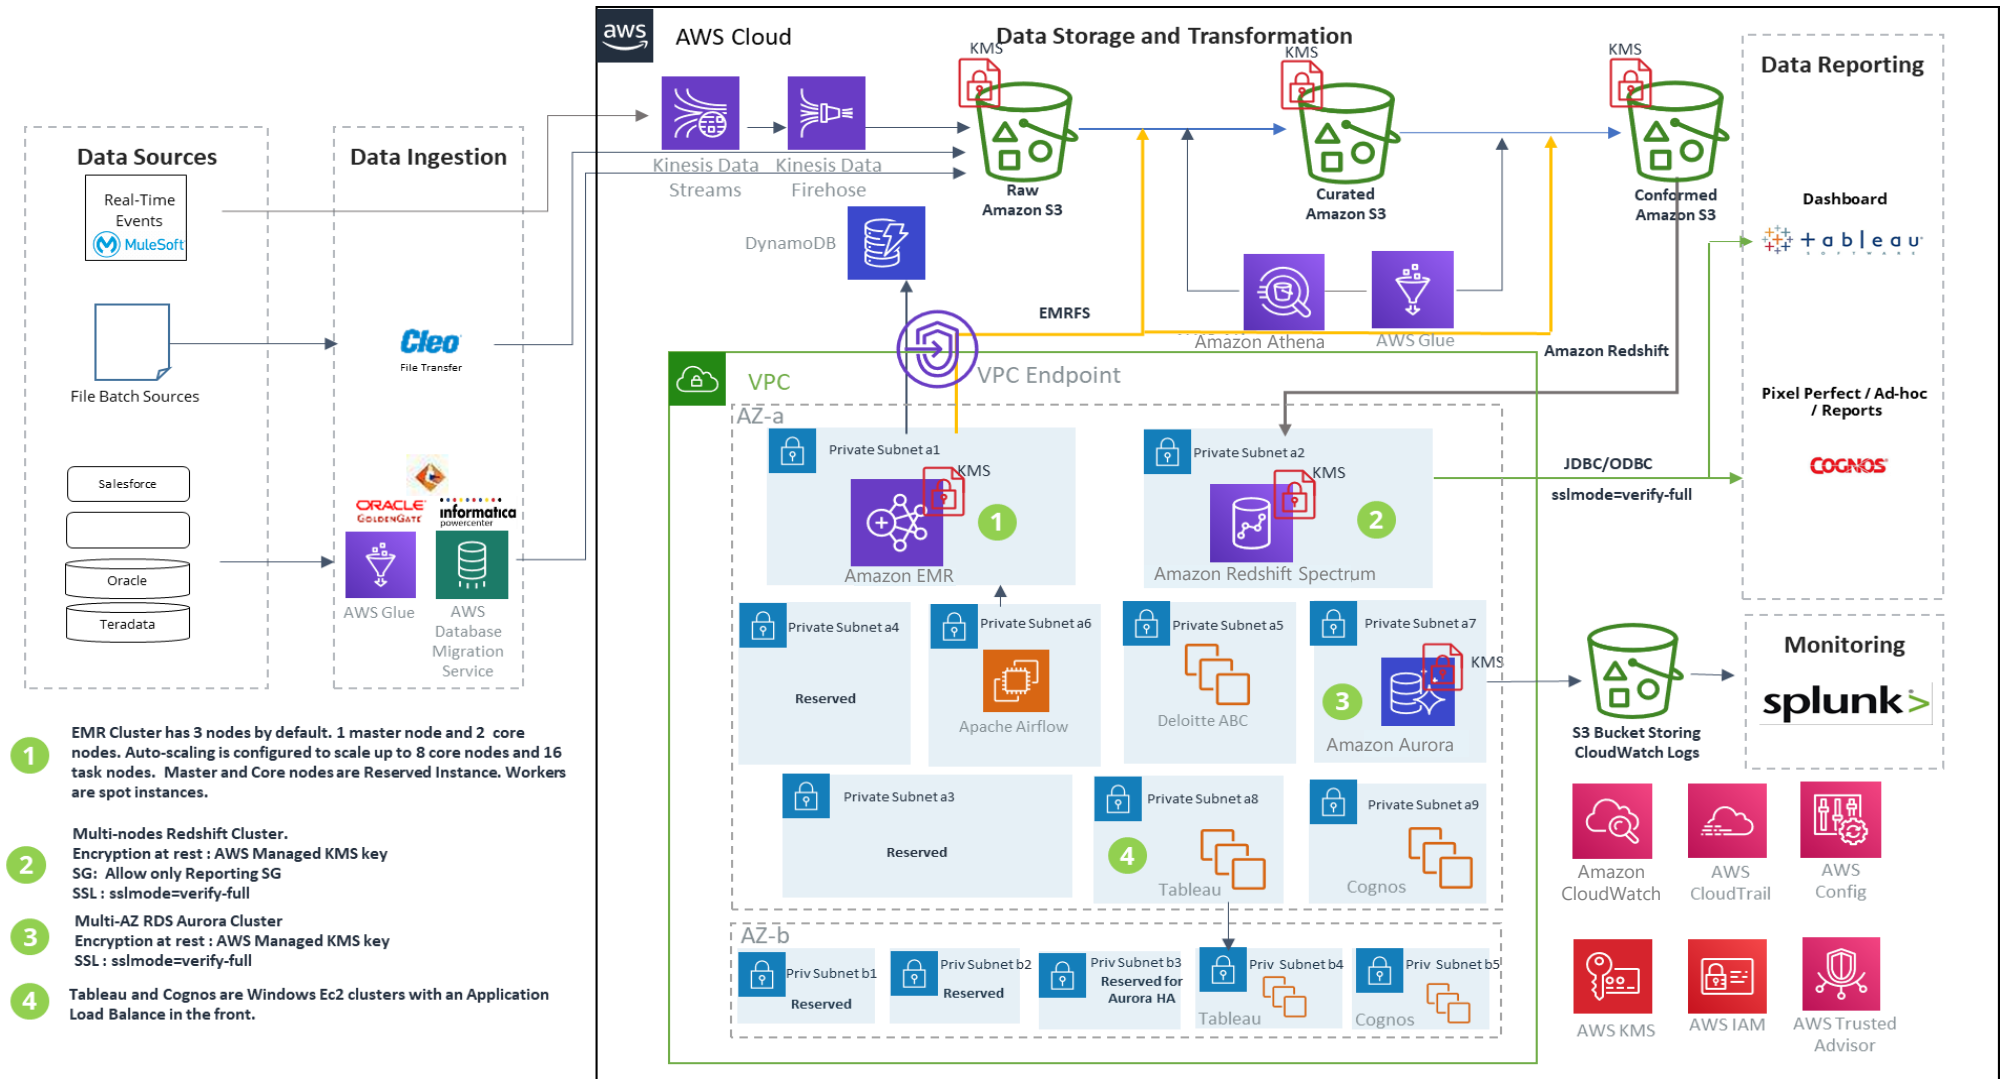 aws
AWS Cloud
Data Storage and Transformation
KMS
KMS
KMS
Data Reporting
Data Sources
Data Ingestion
Real-Time
Events
MuleSoft
Kinesis Data
Streams
Kinesis Data
Firehose
Raw
Amazon S3
Curated
Amazon S3
Conformed
Amazon S3
Dashboard
+ a b l e a u
S O F T W A R E
DynamoDB
EMRFS
Amazon Athena
AWS Glue
Amazon Redshift
File Batch Sources
Cleo
File Transfer
VPC
VPC Endpoint
Pixel Perfect / Ad-hoc
/ Reports
COGNOS
AZ-a
Private Subnet a1
KMS
1
Amazon EMR
Private Subnet a2
KMS
2
Amazon Redshift Spectrum
JDBC/ODBC
sslmode=verify-full
Salesforce
Oracle
Teradata
ORACLE
GOLDENGATE
informatica
powercenter
AWS Glue
AWS
Database
Migration
Service
Private Subnet a4
Reserved
Private Subnet a6
Apache Airflow
Private Subnet a5
Deloitte ABC
Private Subnet a7
KMS
3
Amazon Aurora
S3 Bucket Storing
CloudWatch Logs
Monitoring
splunk>
Private Subnet a3
Reserved
Private Subnet a8
4
Tableau
Private Subnet a9
Cognos
AZ-b
Priv Subnet b1
Reserved
Priv Subnet b2
Reserved
Priv Subnet b3
Reserved for
Aurora HA
Priv Subnet b4
Tableau
Priv Subnet b5
Cognos
Amazon
CloudWatch
AWS
CloudTrail
AWS
Config
AWS KMS
AWS IAM
AWS Trusted
Advisor
1
EMR Cluster has 3 nodes by default. 1 master node and 2 core
nodes. Auto-scaling is configured to scale up to 8 core nodes and 16
task nodes. Master and Core nodes are Reserved Instance. Workers
are spot instances.
2
Multi-nodes Redshift Cluster.
Encryption at rest : AWS Managed KMS key
SG: Allow only Reporting SG
SSL : sslmode=verify-full
3
Multi-AZ RDS Aurora Cluster
Encryption at rest : AWS Managed KMS key
SSL : sslmode=verify-full
4
Tableau and Cognos are Windows Ec2 clusters with an Application
Load Balance in the front.